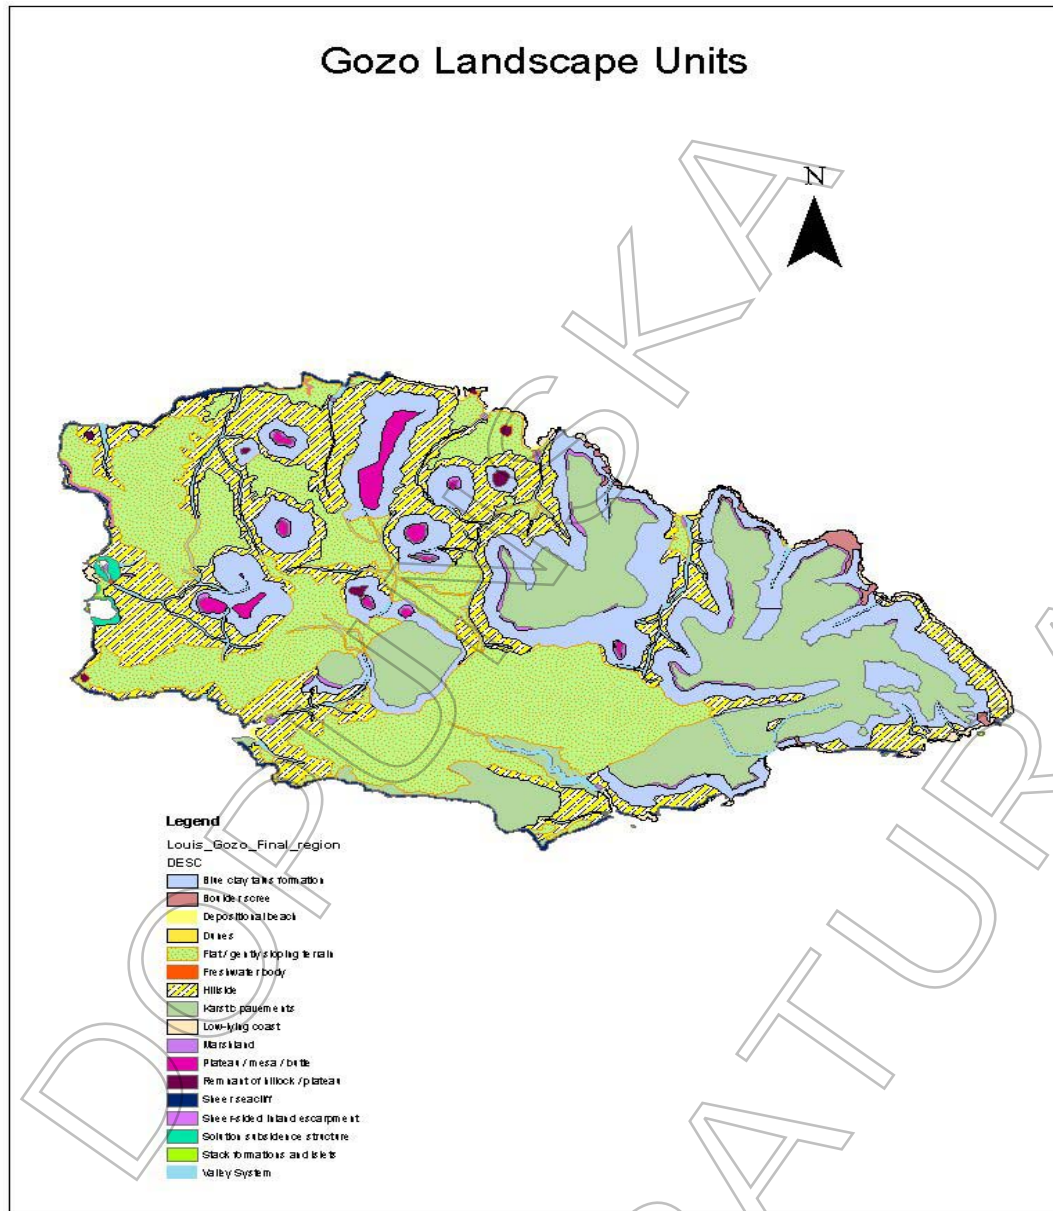 Gozo Landscape Units
N
Legend
Louis_Gozo_Final_region
DESC
Blue clay talus formation
Boulder scree
Depositional beach
Dunes
Flat / gently sloping terrain
Freshwater body
Hillside
Karstic pavements
Low-lying coast
Marshland
Plateau / mesa / butte
Remnant of hillock / plateau
Sheer seacliff
Sheer-sided inland escarpment
Solution subsidence structure
Stack formations and islets
Valley System